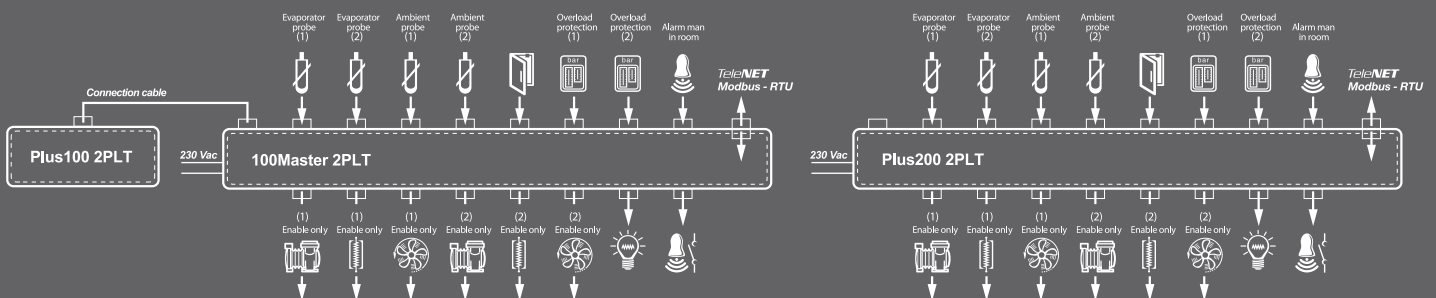 Evaporator probe (1)
Evaporator probe (2)
Ambient probe (1)
Ambient probe (2)
Overload protection (1)
Overload protection (2)
Alarm man in room
bar
bar
TeleNET
Modbus - RTU
Connection cable
Plus100 2PLT
230 Vac
100Master 2PLT
(1)
Enable only
(1)
Enable only
(1)
Enable only
(2)
Enable only
(2)
Enable only
(2)
Enable only
Evaporator probe (1)
Evaporator probe (2)
Ambient probe (1)
Ambient probe (2)
Overload protection (1)
Overload protection (2)
Alarm man in room
bar
bar
TeleNET
Modbus - RTU
230 Vac
Plus200 2PLT
(1)
Enable only
(1)
Enable only
(1)
Enable only
(2)
Enable only
(2)
Enable only
(2)
Enable only